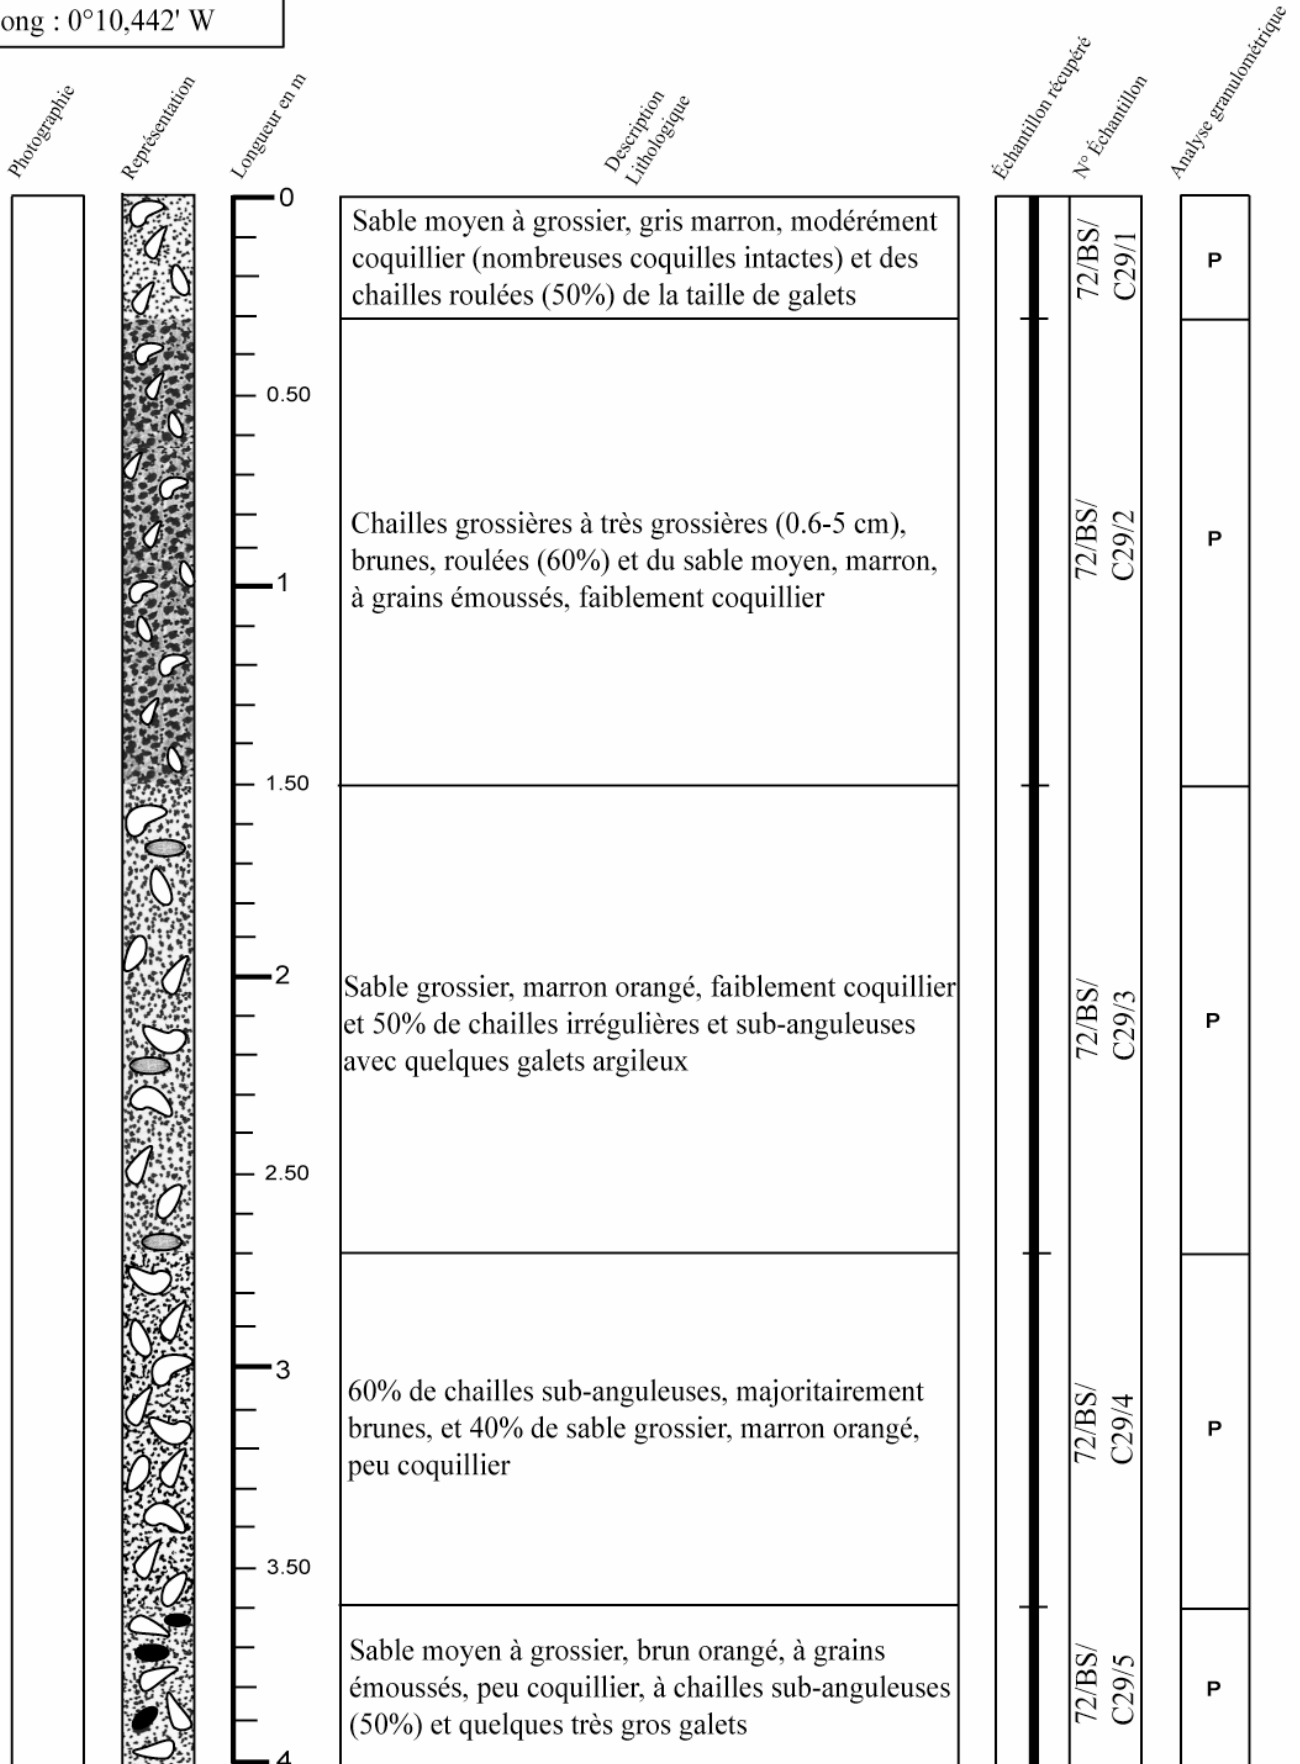 ong : 0°10,442' W
Photographie
Représentation
Longueur en m
Description
Lithologique
Échantillon récupéré
N° Échantillon
Analyse granulométrique
0
Sable moyen à grossier, gris marron, modérément
coquillier (nombreuses coquilles intactes) et des
chailles roulées (50%) de la taille de galets
72/BS/
C29/1
P
0.50
Chailles grossières à très grossières (0.6-5 cm),
brunes, roulées (60%) et du sable moyen, marron,
à grains émoussés, faiblement coquillier
72/BS/
C29/2
P
1
1.50
2
Sable grossier, marron orangé, faiblement coquillier
et 50% de chailles irrégulières et sub-anguleuses
avec quelques galets argileux
72/BS/
C29/3
P
2.50
3
60% de chailles sub-anguleuses, majoritairement
brunes, et 40% de sable grossier, marron orangé,
peu coquillier
72/BS/
C29/4
P
3.50
Sable moyen à grossier, brun orangé, à grains
émoussés, peu coquillier, à chailles sub-anguleuses
(50%) et quelques très gros galets
72/BS/
C29/5
P
4